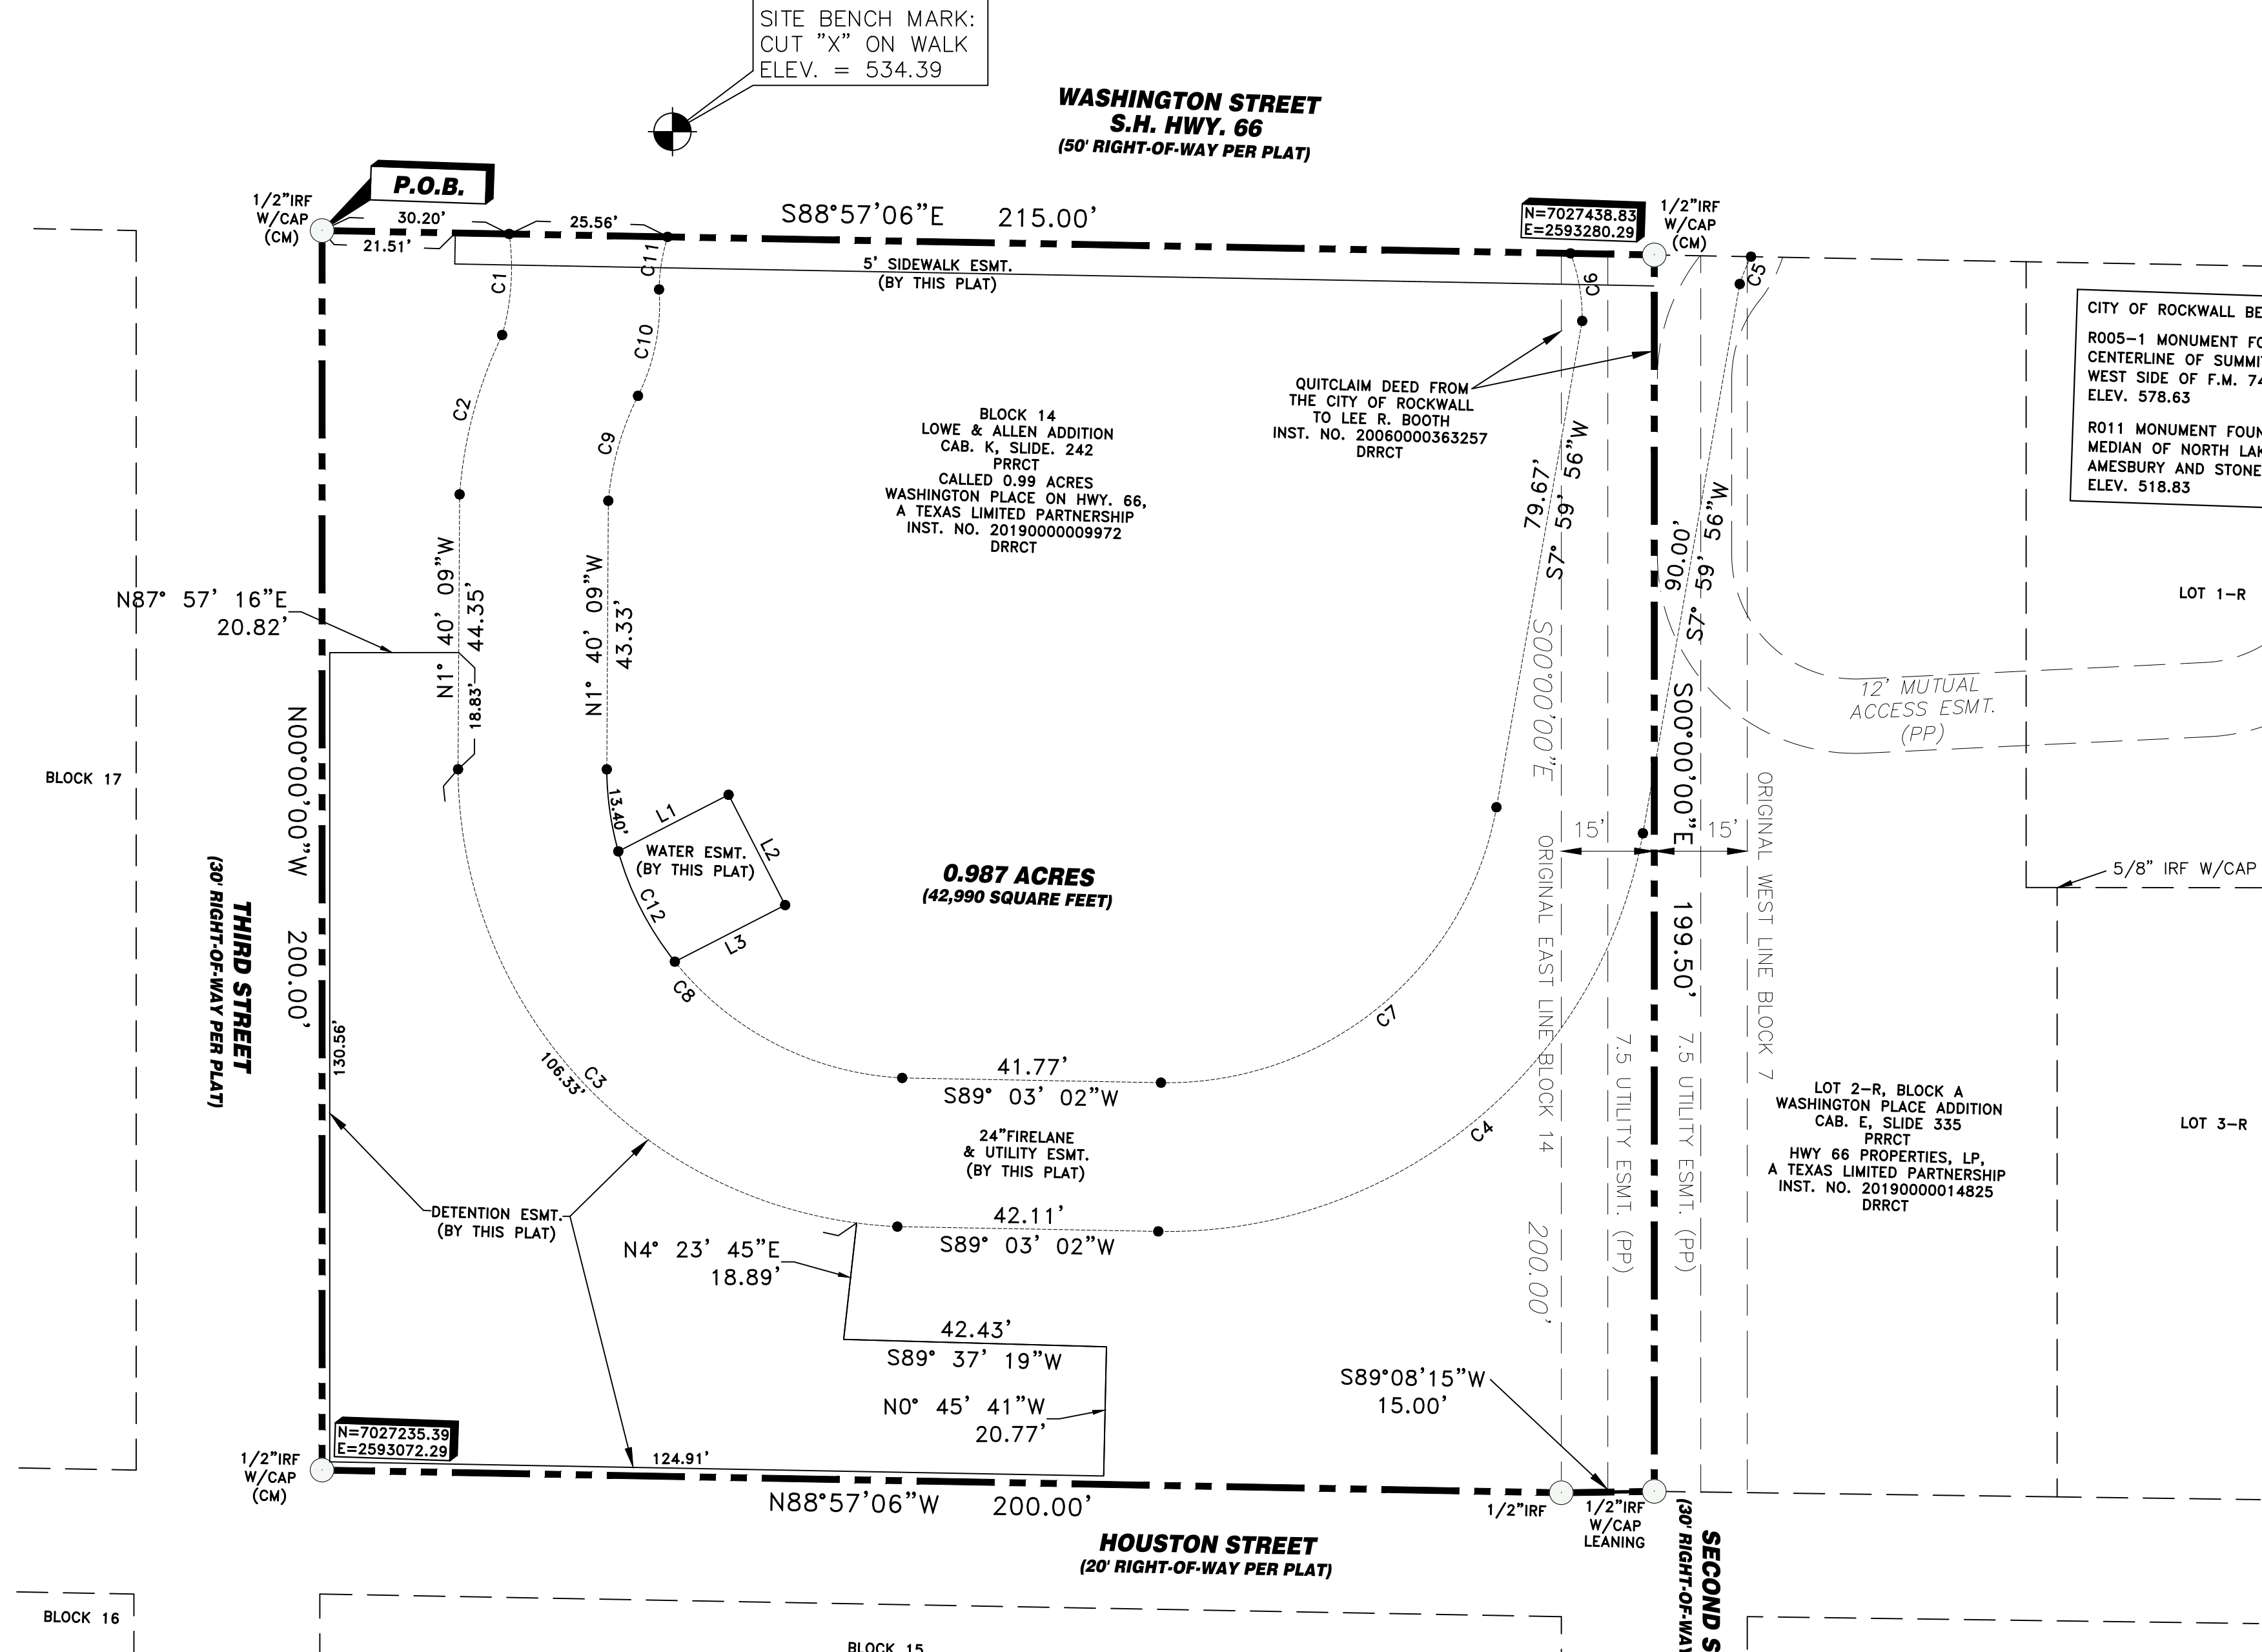 SITE BENCH MARK:
CUT "X" ON WALK
ELEV. = 534.39
WASHINGTON STREET
S.H. HWY. 66
(50' RIGHT-OF-WAY PER PLAT)
P.O.B.
1/2"IRF
W/CAP
(CM)
30.20'
25.56'
21.51'
S88°57'06"E 215.00'
N=7027438.83
E=2593280.29
1/2"IRF
W/CAP
(CM)
5' SIDEWALK ESMT.
(BY THIS PLAT)
C1
C11
C6
C5
C10
C2
C9
CITY OF ROCKWALL BE
R005-1 MONUMENT FO
CENTERLINE OF SUMMI
WEST SIDE OF F.M. 74
ELEV. 578.63
R011 MONUMENT FOUN
MEDIAN OF NORTH LAK
AMESBURY AND STONE
ELEV. 518.83
QUITCLAIM DEED FROM
THE CITY OF ROCKWALL
TO LEE R. BOOTH
INST. NO. 20060000363257
DRRCT
BLOCK 14
LOWE & ALLEN ADDITION
CAB. K, SLIDE. 242
PRRCT
CALLED 0.99 ACRES
WASHINGTON PLACE ON HWY. 66,
A TEXAS LIMITED PARTNERSHIP
INST. NO. 20190000009972
DRRCT
79.67'
S7° 59' 56"W
90.00'
S7° 59' 56"W
N1° 40' 09"W
44.35'
N1° 40' 09"W
43.33'
N87° 57' 16"E
20.82'
18.83'
LOT 1-R
12' MUTUAL
ACCESS ESMT.
(PP)
BLOCK 17
N00°00'00"W 200.00'
THIRD STREET
(30' RIGHT-OF-WAY PER PLAT)
130.56'
13.40'
L1
L2
L3
WATER ESMT.
(BY THIS PLAT)
C12
C8
0.987 ACRES
(42,990 SQUARE FEET)
S00°00'00"E
ORIGINAL EAST LINE BLOCK 14
200.00'
15'
15'
S00°00'00"E 199.50'
ORIGINAL WEST LINE BLOCK 7
5/8" IRF W/CAP
7.5 UTILITY ESMT. (PP)
7.5 UTILITY ESMT. (PP)
C7
C4
C3
106.33'
41.77'
S89° 03' 02"W
24"FIRELANE
& UTILITY ESMT.
(BY THIS PLAT)
42.11'
S89° 03' 02"W
LOT 2-R, BLOCK A
WASHINGTON PLACE ADDITION
CAB. E, SLIDE 335
PRRCT
HWY 66 PROPERTIES, LP,
A TEXAS LIMITED PARTNERSHIP
INST. NO. 20190000014825
DRRCT
LOT 3-R
DETENTION ESMT.
(BY THIS PLAT)
N4° 23' 45"E
18.89'
42.43'
S89° 37' 19"W
N0° 45' 41"W
20.77'
S89°08'15"W
15.00'
N=7027235.39
E=2593072.29
1/2"IRF
W/CAP
(CM)
124.91'
N88°57'06"W 200.00'
1/2"IRF
1/2"IRF
W/CAP
LEANING
HOUSTON STREET
(20' RIGHT-OF-WAY PER PLAT)
SECOND S
(30' RIGHT-OF-WAY
BLOCK 16
BLOCK 15